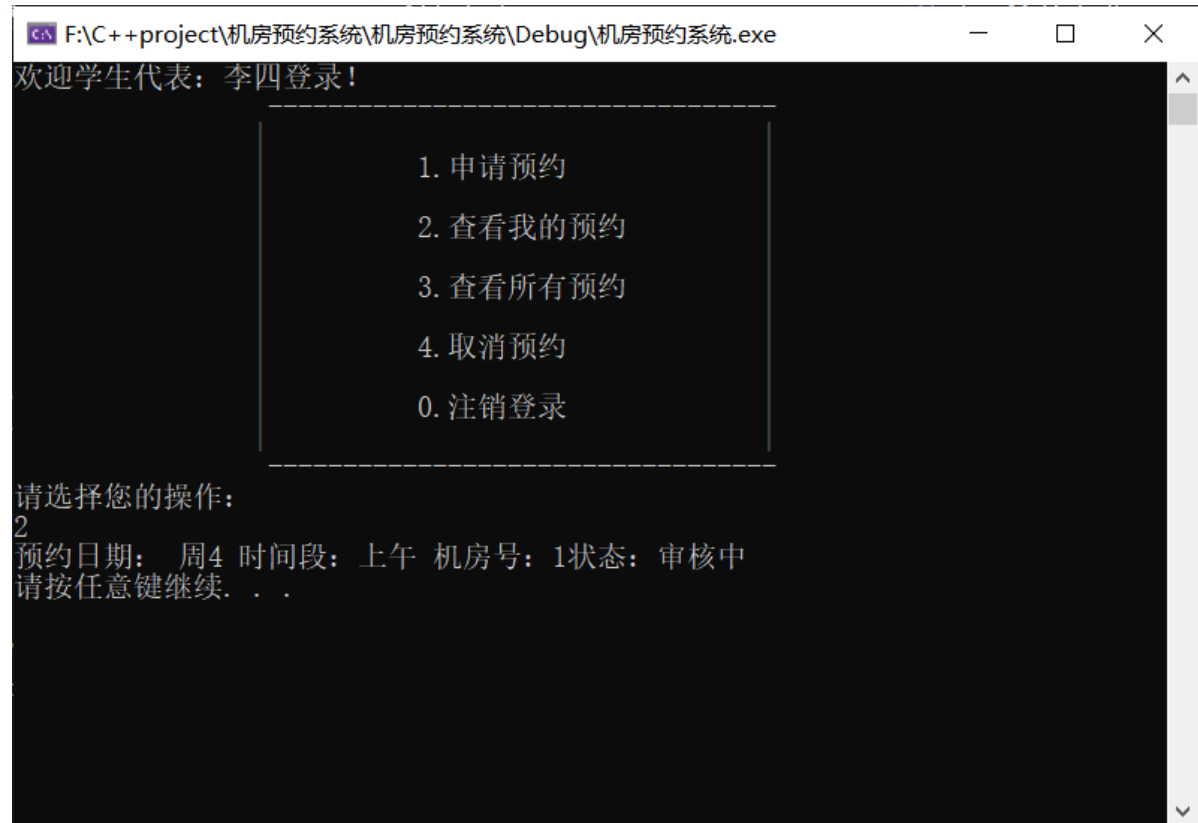 F:\C++project\机房预约系统\机房预约系统\Debug\机房预约系统.exe
欢迎学生代表：李四登录！
----------------------------------
1.申请预约
2.查看我的预约
3.查看所有预约
4.取消预约
0.注销登录
----------------------------------
请选择您的操作：
2
预约日期： 周4 时间段：上午 机房号：1状态：审核中
请按任意键继续. . .